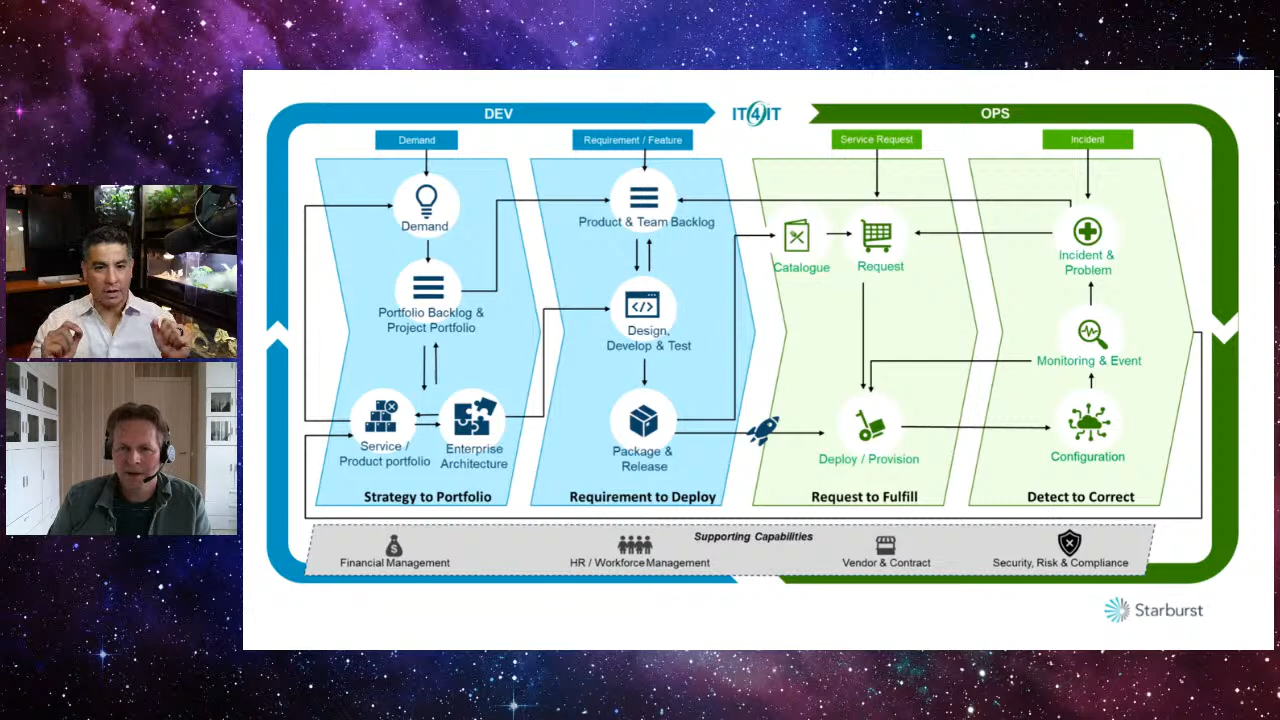 DEV
IT4IT
OPS
Demand
Requirement / Feature
Service Request
Incident
Demand
Portfolio Backlog &
Project Portfolio
Service /
Product portfolio
Enterprise
Architecture
Strategy to Portfolio
Product & Team Backlog
Design,
Develop & Test
Package &
Release
Requirement to Deploy
Catalogue
Request
Deploy / Provision
Request to Fulfill
Incident &
Problem
Monitoring & Event
Configuration
Detect to Correct
Supporting Capabilities
Financial Management
HR / Workforce Management
Vendor & Contract
Security, Risk & Compliance
Starburst